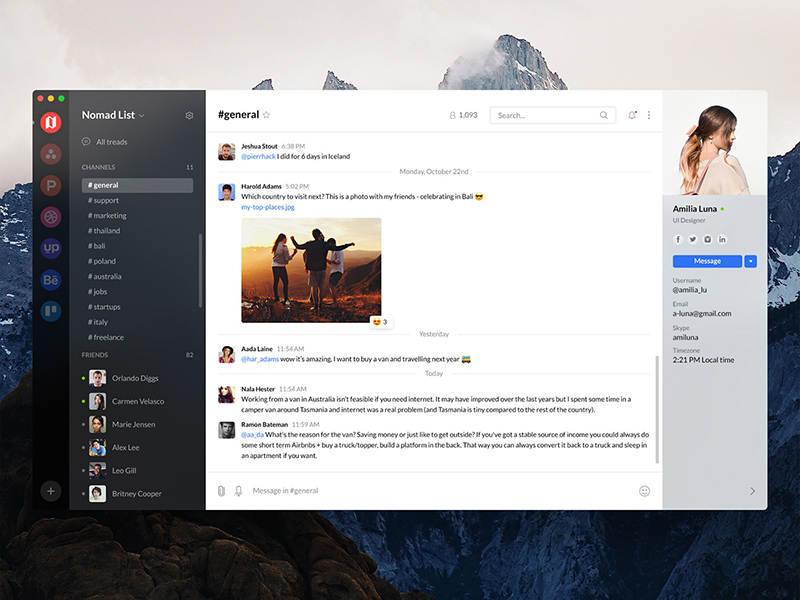 Nomad List
All treads
CHANNELS 11
# general
# support
# marketing
# thailand
# bali
# poland
# australia
# jobs
# startups
# italy
# freelance
FRIENDS 82
Orlando Diggs
Carmen Velasco
Marie Jensen
Alex Lee
Leo Gill
Britney Cooper
P
up
Bē
#general
1,093
Search...
Jeshua Stout 6:38 PM
@pierrhack I did for 6 days in Iceland
Monday, October 22nd
Harold Adams 5:02 PM
Which country to visit next? This is a photo with my friends - celebrating in Bali 😎
my-top-places.jpg
😍 3
Yesterday
Aada Laine 11:54 AM
@har_adams wow it's amazing, I want to buy a van and travelling next year 🚌
Today
Nala Hester 11:54 AM
Working from a van in Australia isn't feasible if you need internet. It may have improved over the last years but I spent some time in a
camper van around Tasmania and internet was a real problem (and Tasmania is tiny compared to the rest of the country).
Ramon Bateman 11:59 AM
@aa_da What's the reason for the van? Saving money or just like to get outside? If you've got a stable source of income you could always do
some short term Airbnbs + buy a truck/topper, build a platform in the back. That way you can always convert it back to a truck and sleep in
an apartment if you want.
Message in #general
Amilia Luna
UI Designer
Message
Username
@amilia_lu
Email
a-luna@gmail.com
Skype
amiluna
Timezone
2:21 PM Local time